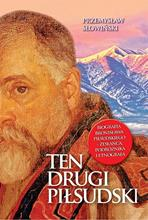 PRZEMYSŁAW
SŁOWIŃSKI
BIOGRAFIA
BRONISŁAWA
PIŁSUDSKIEGO
ZESŁAŃCA,
PODRÓŻNIKA
I ETNOGRAFA
TEN
DRUGI
PIŁSUDSKI